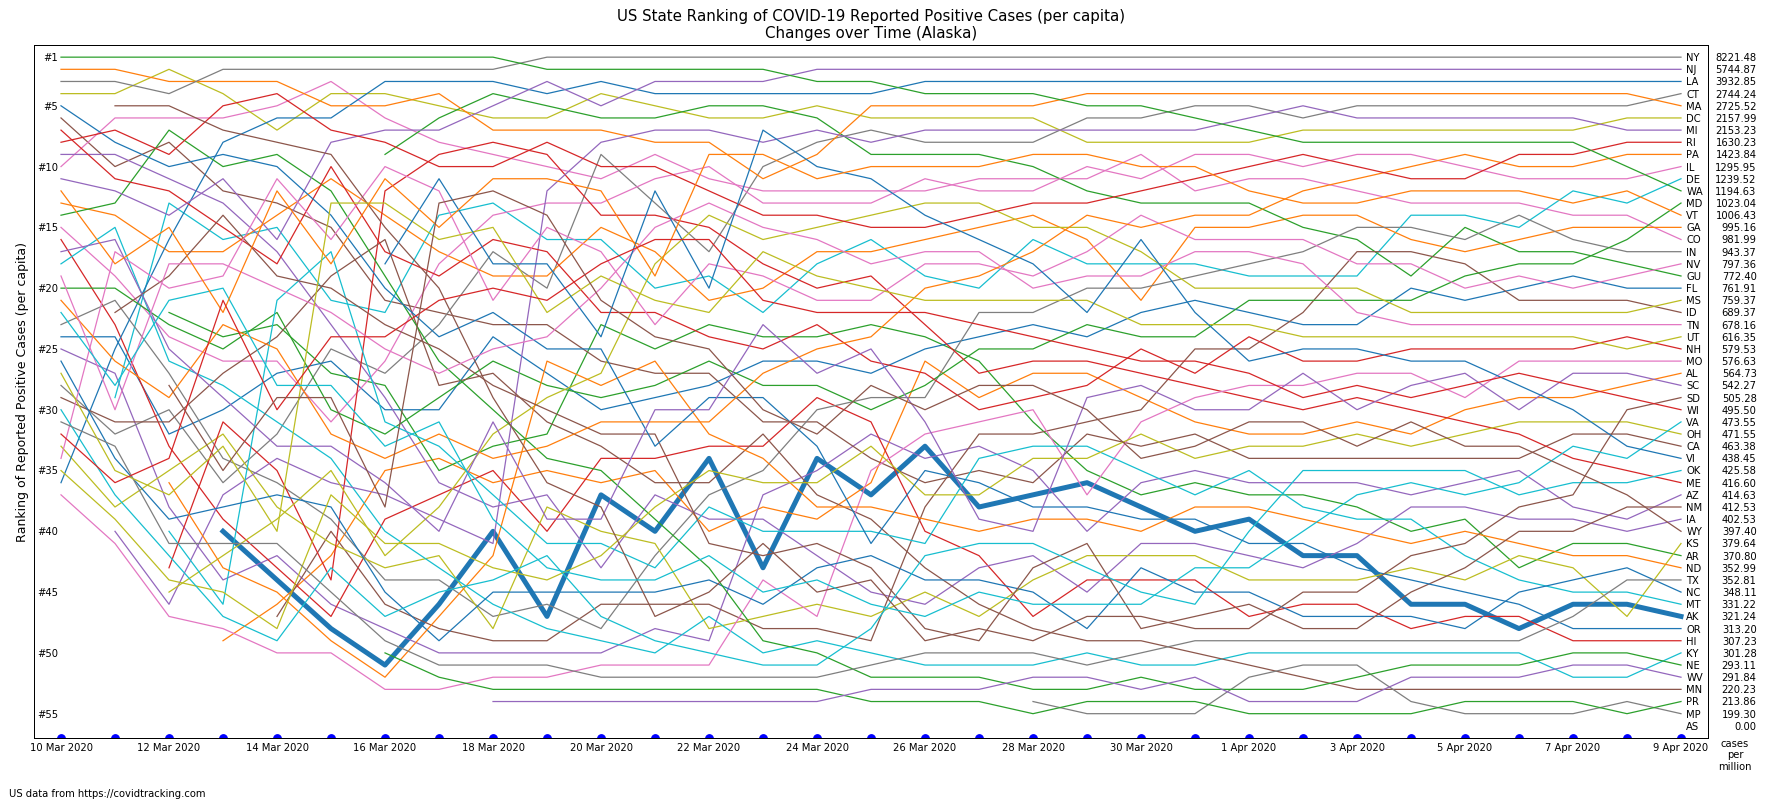 US State Ranking of COVID-19 Reported Positive Cases (per capita)
Changes over Time (Alaska)
Ranking of Reported Positive Cases (per capita)
#1
#5
#10
#15
#20
#25
#30
#35
#40
#45
#50
#55
NY 8221.48
NJ 5744.87
LA 3932.85
CT 2744.24
MA 2725.52
DC 2157.99
MI 2153.23
RI 1630.23
PA 1423.84
IL 1295.95
DE 1239.52
WA 1194.63
MD 1023.04
VT 1006.43
GA 995.16
CO 981.99
IN 943.37
NV 797.36
GU 772.40
FL 761.91
MS 759.37
ID 689.37
TN 678.16
UT 616.35
NH 579.53
MO 576.63
AL 564.73
SC 542.27
SD 505.28
WI 495.50
VA 473.55
OH 471.55
CA 463.38
VI 438.45
OK 425.58
ME 416.60
AZ 414.63
NM 412.53
IA 402.53
WY 397.40
KS 379.64
AR 370.80
ND 352.99
TX 352.81
NC 348.11
MT 331.22
AK 321.24
OR 313.20
HI 307.23
KY 301.28
NE 293.11
WV 291.84
MN 220.23
PR 213.86
MP 199.30
AS 0.00
10 Mar 2020 12 Mar 2020 14 Mar 2020 16 Mar 2020 18 Mar 2020 20 Mar 2020 22 Mar 2020 24 Mar 2020 26 Mar 2020 28 Mar 2020 30 Mar 2020 1 Apr 2020 3 Apr 2020 5 Apr 2020 7 Apr 2020 9 Apr 2020
cases
per
million
US data from https://covidtracking.com